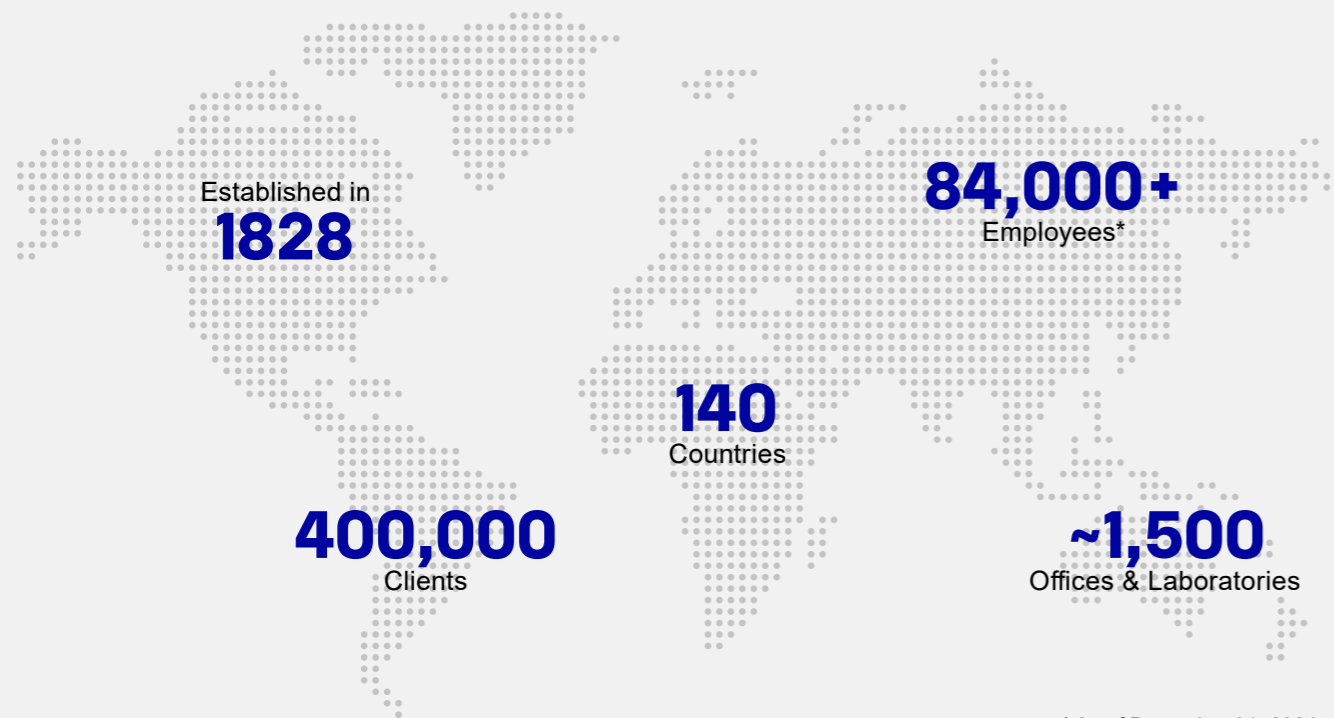 Established in
1828
84,000+
Employees*
140
Countries
400,000
Clients
~1,500
Offices & Laboratories